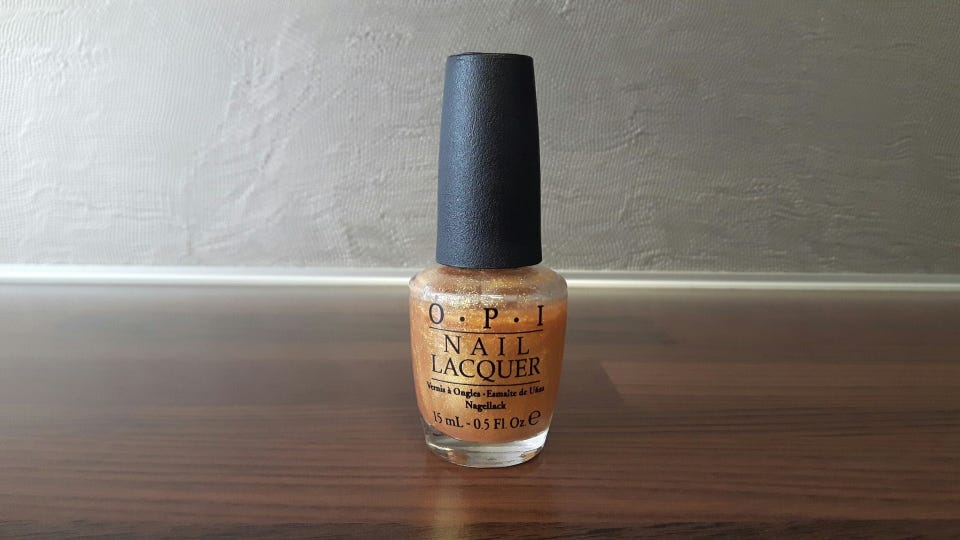 O·P·I
NAIL
LACQUER
Vernis à Ongles · Esmalte de Uñas
Nagellack
15 mL - 0.5 Fl. Oz. ℮